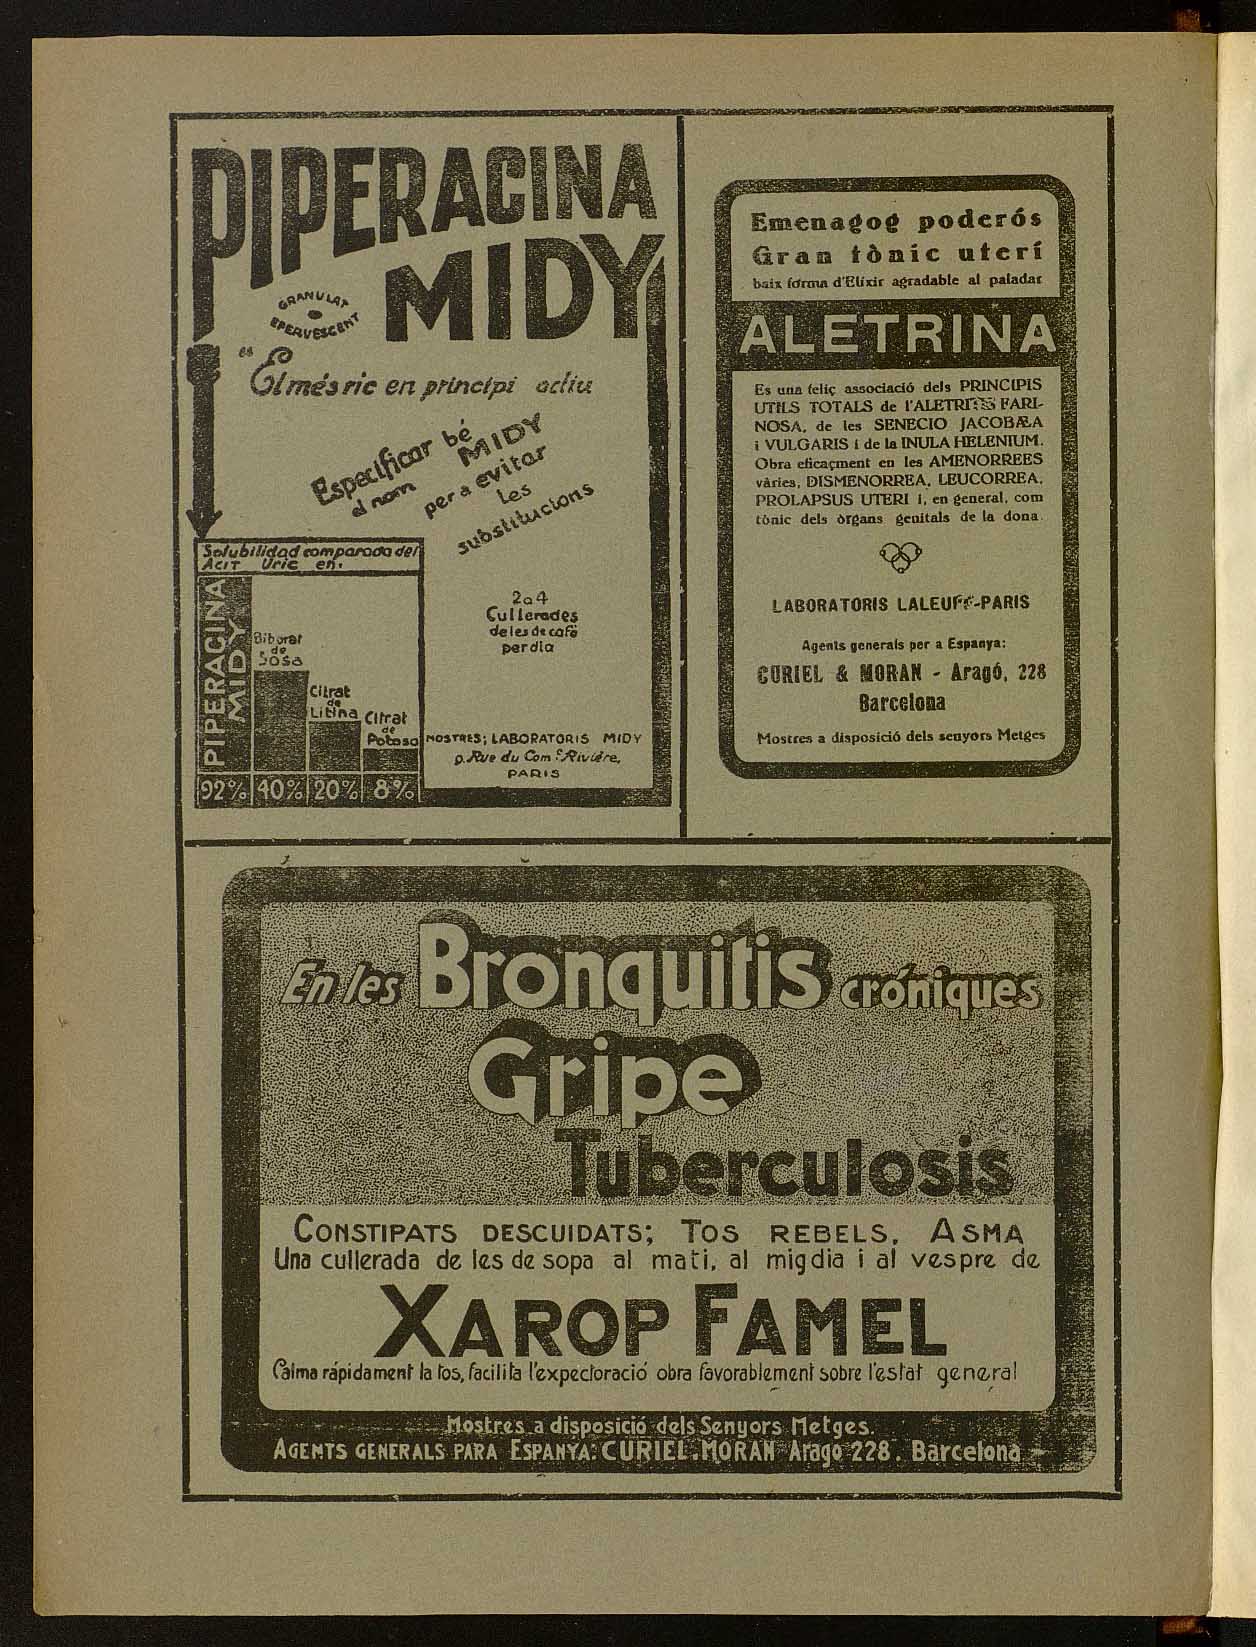 PIPERACINA
MIDY
GRANULAT
EFERVESCENT
es
El més ric en principi actiu
Especificar bé
el nom MIDY
per a evitar
les
substitucions
Solubilidad comparada del
ACIT Uric en.
PIPERACINA
MIDY
Biborat
de
Sosa
Citrat
de
Litina
Citrat
de
Potasa
92% 40% 20% 8%
2a4
Cullerades
de les de café
per dia
MOSTRES; LABORATORIS MIDY
9. Rue du Com.t Rivière,
PARIS
Emenagog poderós
Gran tònic uterí
baix forma d'Elixir agradable al paladar
ALETRINA
Es una feliç associació dels PRINCIPIS
UTILS TOTALS de l'ALETRIS FARI-
NOSA, de les SENECIO JACOBÆA
i VULGARIS i de la INULA HELENIUM.
Obra eficaçment en les AMENORREES
vàries, DISMENORREA, LEUCORREA,
PROLAPSUS UTERI i, en general, com
tònic dels òrgans genitals de la dona.
LABORATORIS LALEUF-PARIS
Agents generals per a Espanya:
CURIEL & MORAN - Aragó, 228
Barcelona
Mostres a disposició dels senyors Metges
En les Bronquitis cróniques
Gripe
Tuberculosis
CONSTIPATS DESCUIDATS; TOS REBELS, ASMA
Una cullerada de les de sopa al mati, al migdia i al vespre de
XAROP FAMEL
Calma rápidament la tos, facilita l'expectoració obra favorablement sobre l'estat general
Mostres a disposició dels Senyors Metges.
AGENTS GENERALS PARA ESPANYA: CURIEL.MORAN Arago 228. Barcelona